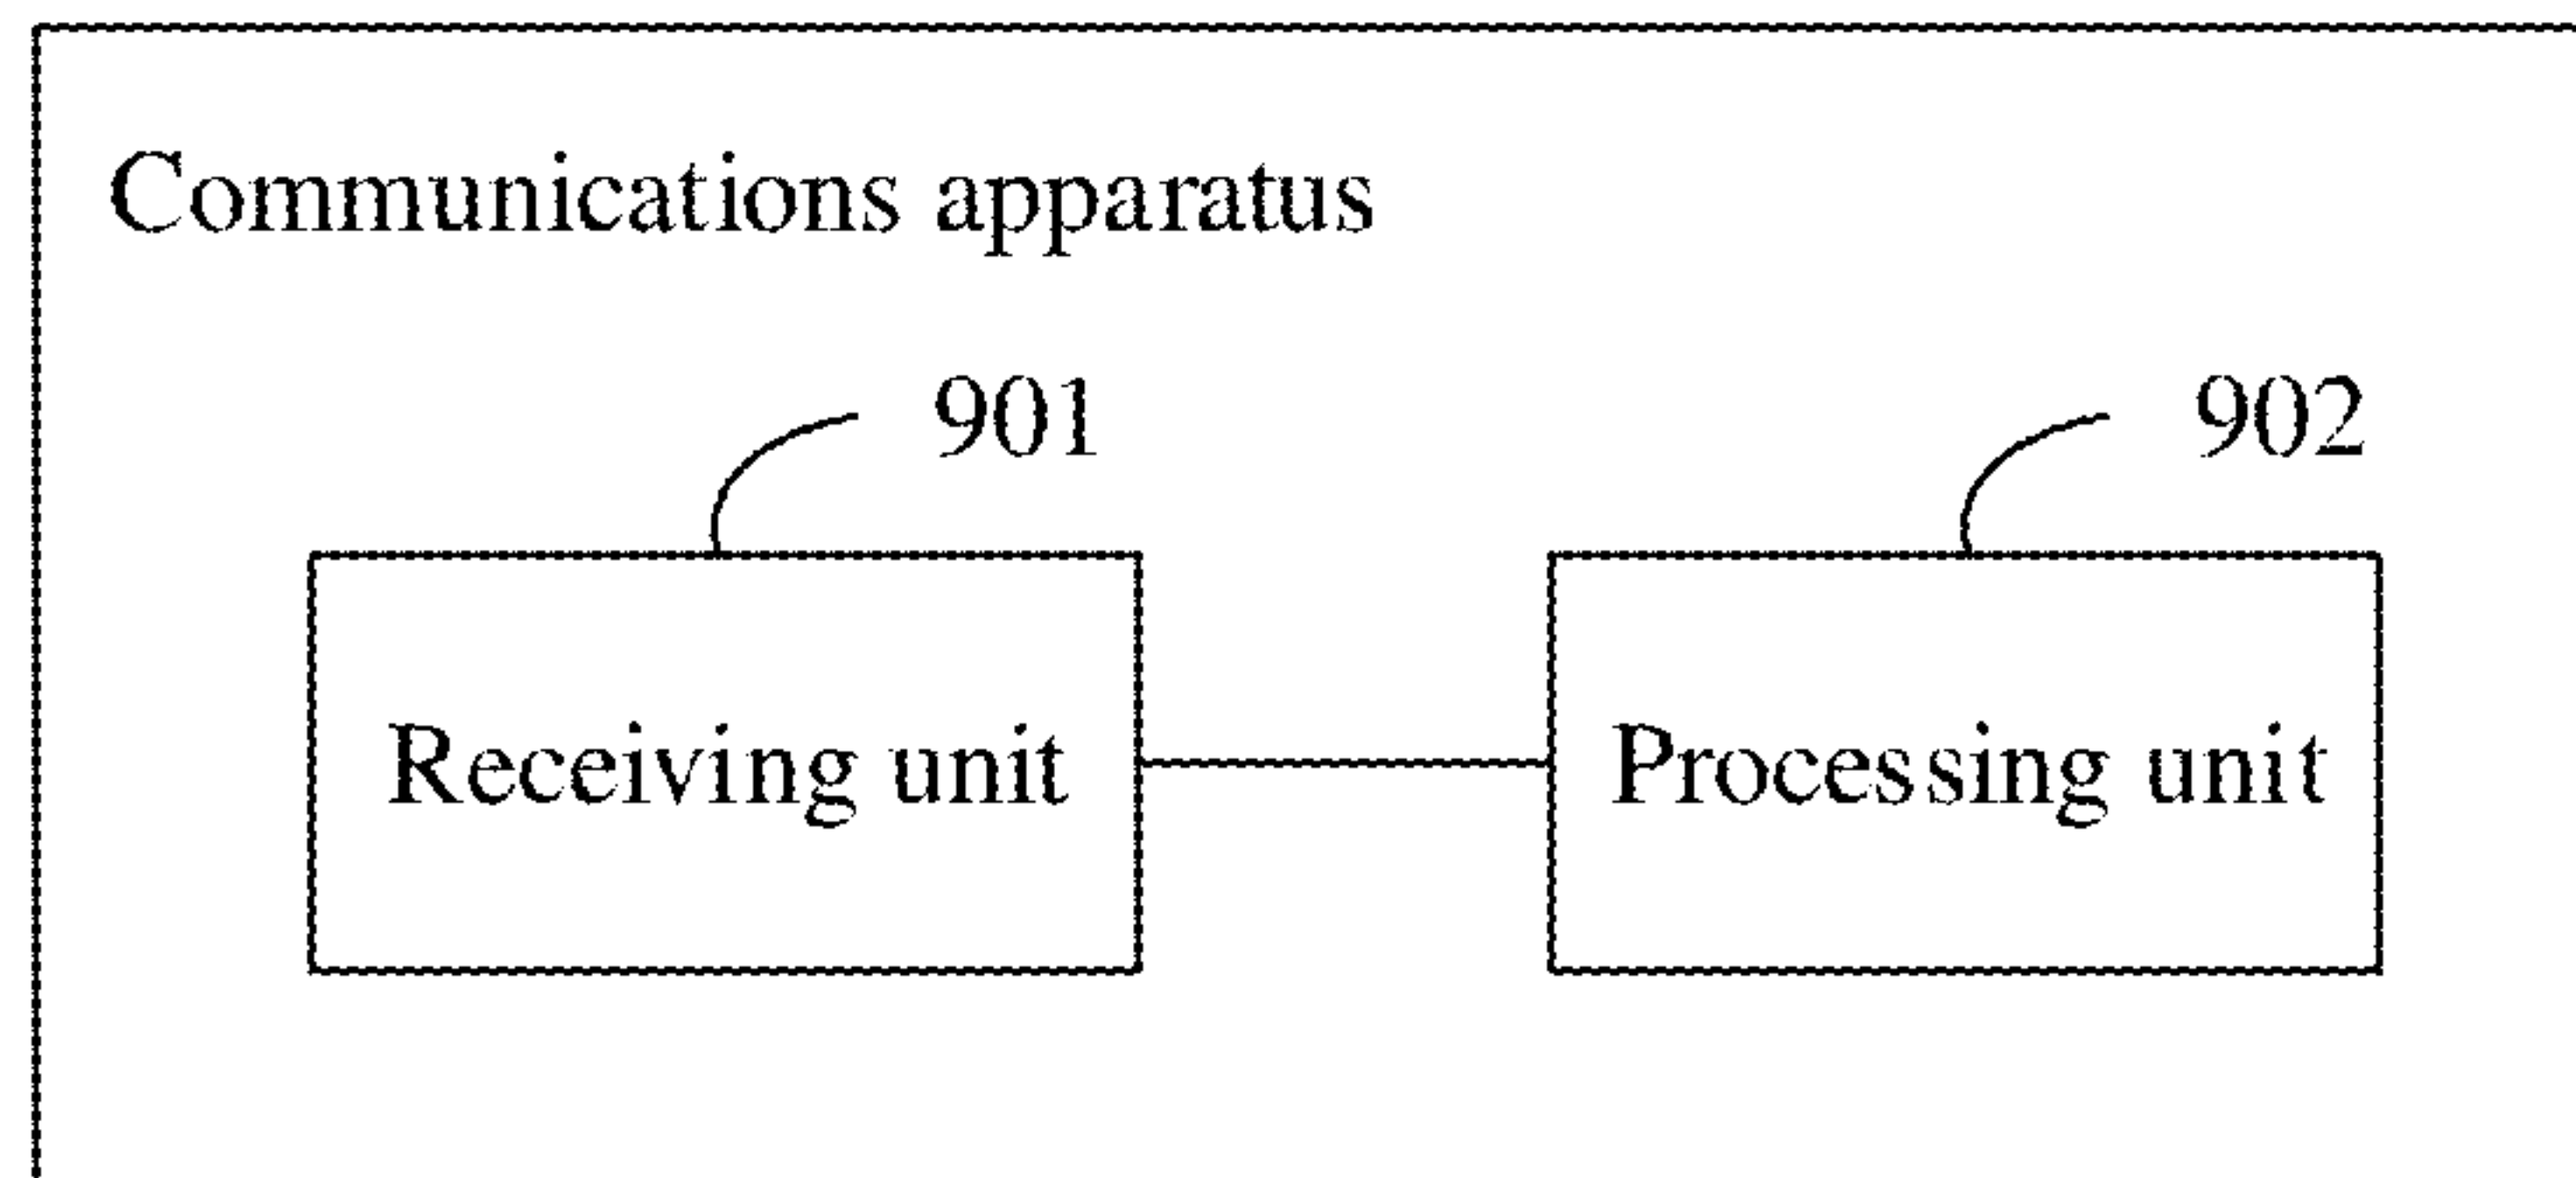 Communications apparatus
901
902
Receiving unit
Processing unit